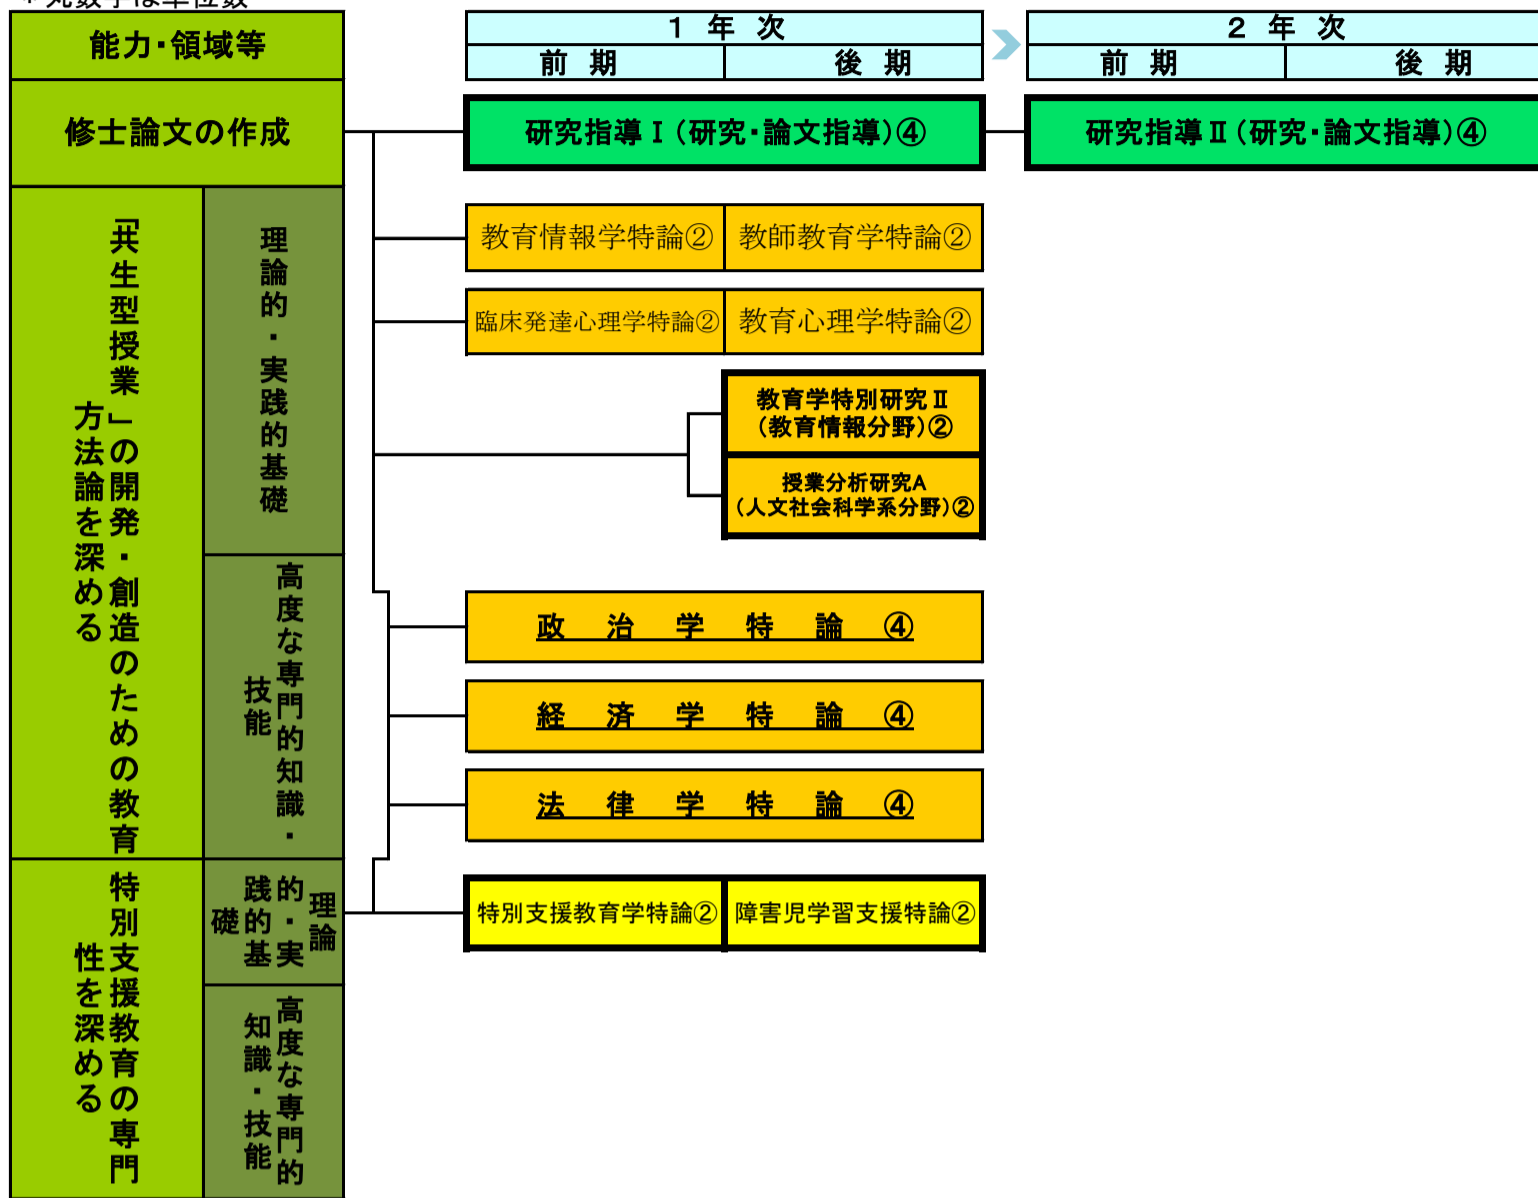 *丸数字は単位数
能力・領域等
1 年 次
2 年 次
前 期
後 期
前 期
後 期
修士論文の作成
研究指導Ⅰ(研究・論文指導)④
研究指導Ⅱ(研究・論文指導)④
「共生型授業」の開発・創造のための教育
方法論を深める
理論的・実践的基礎
教育情報学特論②
教師教育学特論②
臨床発達心理学特論②
教育心理学特論②
教育学特別研究Ⅱ
(教育情報分野)②
授業分析研究A
(人文社会科学系分野)②
高度な専門的知識・
技能
政 治 学 特 論 ④
経 済 学 特 論 ④
法 律 学 特 論 ④
特別支援教育の専門
性を深める
理論
的・実
践的基
礎
特別支援教育学特論②
障害児学習支援特論②
高度な専門的
知識・技能